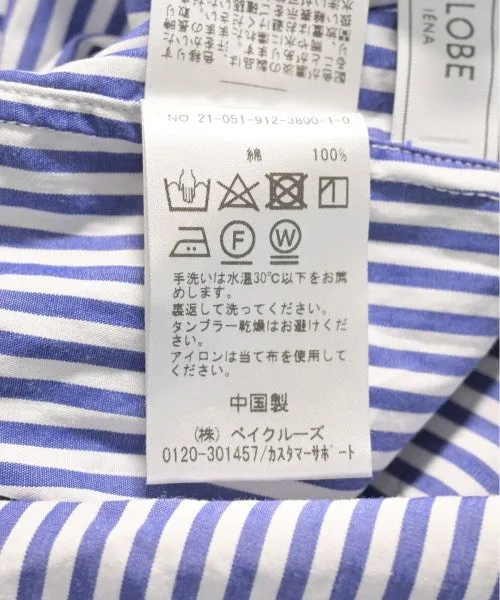 LOBE
IÉNA
NO 21-051-912-3800-1-0
綿 100%
F W
手洗いは水温30℃以下をお薦
めします。
裏返して洗ってください。
タンブラー乾燥はお避けくだ
さい。
アイロンは当て布を使用して
ください。
中国製
(株) ベイクルーズ
0120-301457/カスタマーサポート